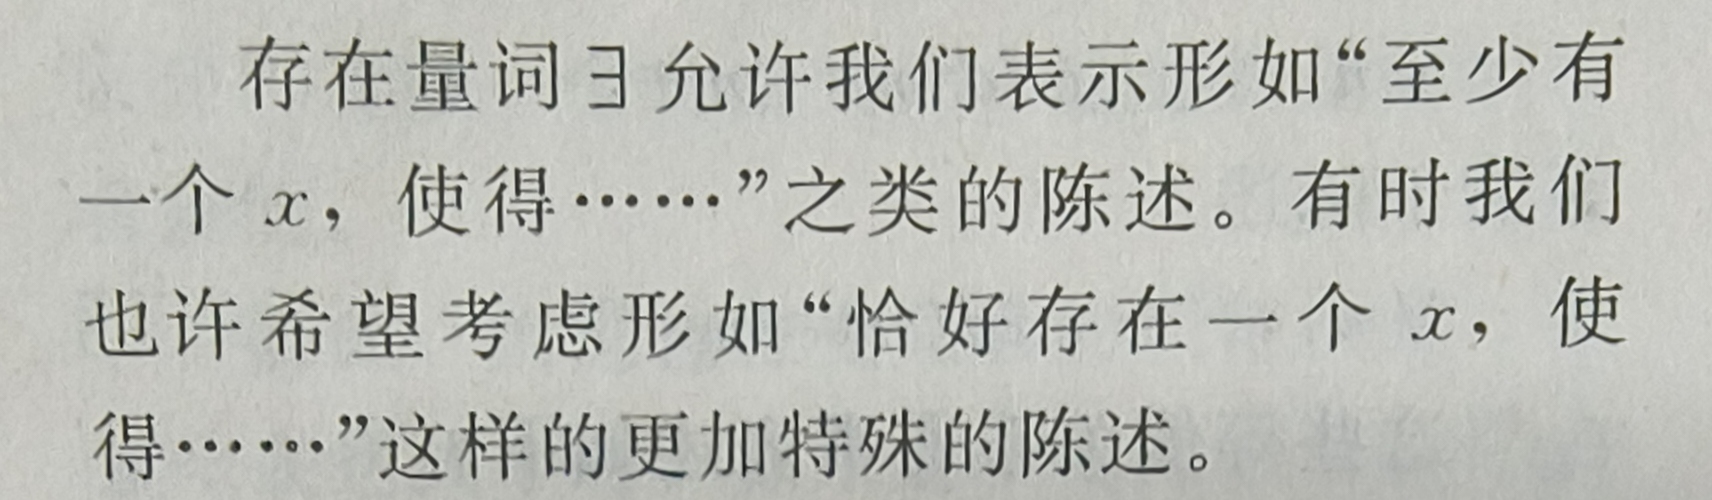 存在量词∃允许我们表示形如“至少有
一个 x，使得……”之类的陈述。有时我们
也许希望考虑形如“恰好存在一个 x，使
得……”这样的更加特殊的陈述。